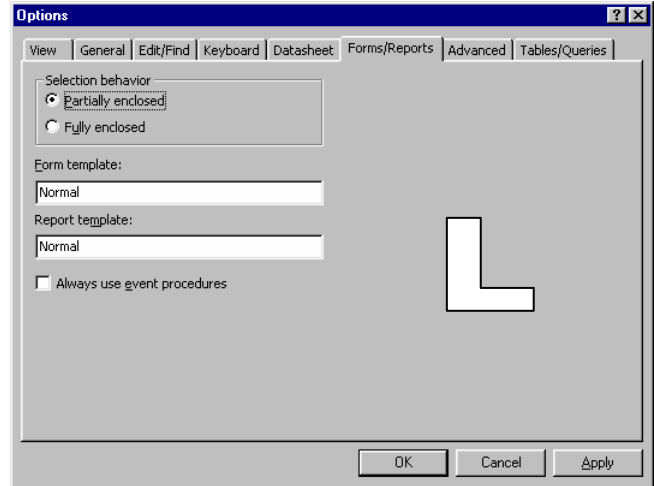 Options
View General Edit/Find Keyboard Datasheet Forms/Reports Advanced Tables/Queries
Selection behavior
Partially enclosed
Fully enclosed
Form template:
Normal
Report template:
Normal
Always use event procedures
OK Cancel Apply